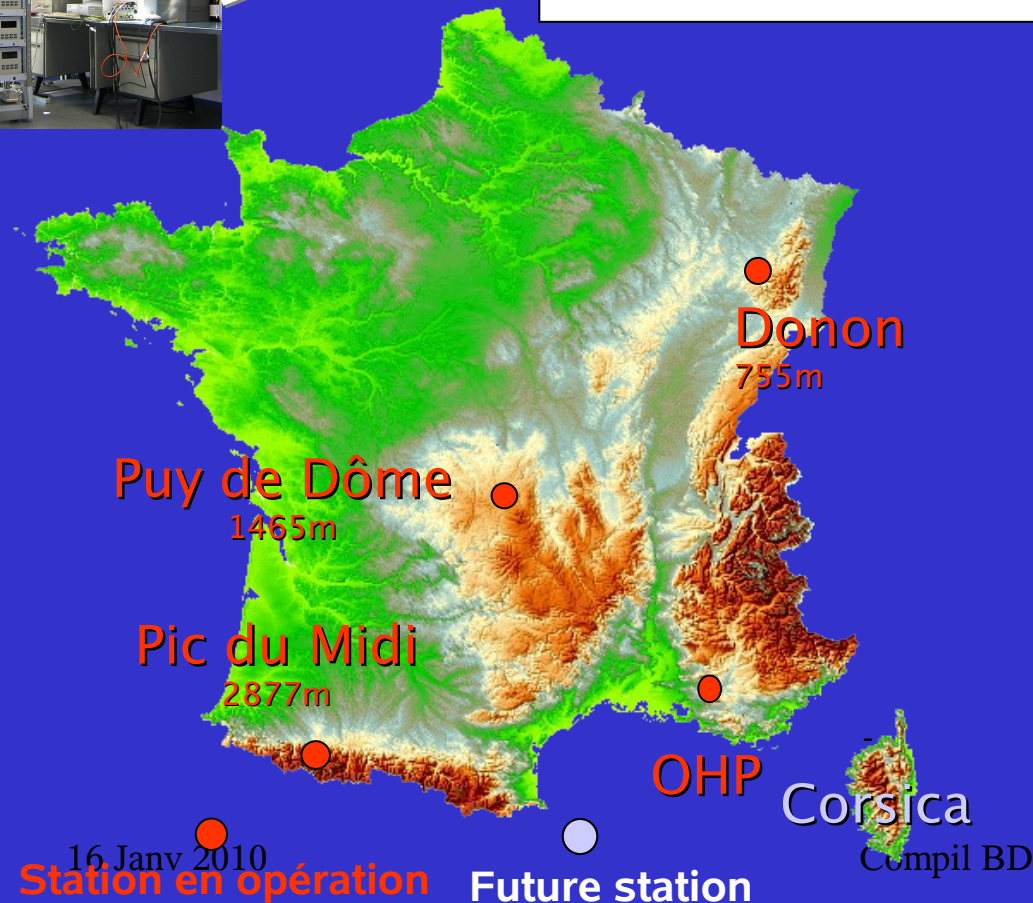 Donon
755m
Puy de Dôme
1465m
Pic du Midi
2877m
OHP
Corsica
16 Janv 2010
Compil BD
Station en opération
Future station